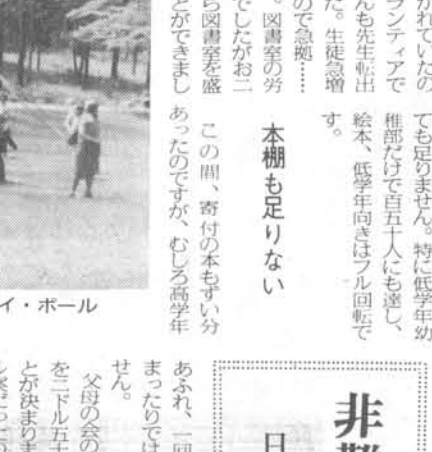 かれていたの
ランティアで
んも先生転出
た。生徒急増
ので急拠……
。図書室の労
でしたがお二
ら図書室を盛
とができまし
ても足りません。特に低学年幼
稚部だけで百五十人にも達し、
絵本、低学年向きはフル回転で
す。
本棚も足りない
この間、寄付の本もずい分
あったのですが、むしろ高学年
イ・ボール
非
日
あふれ、一回
まったりでは
せん。
父母の会の
を二ドル五十
とが決まりま